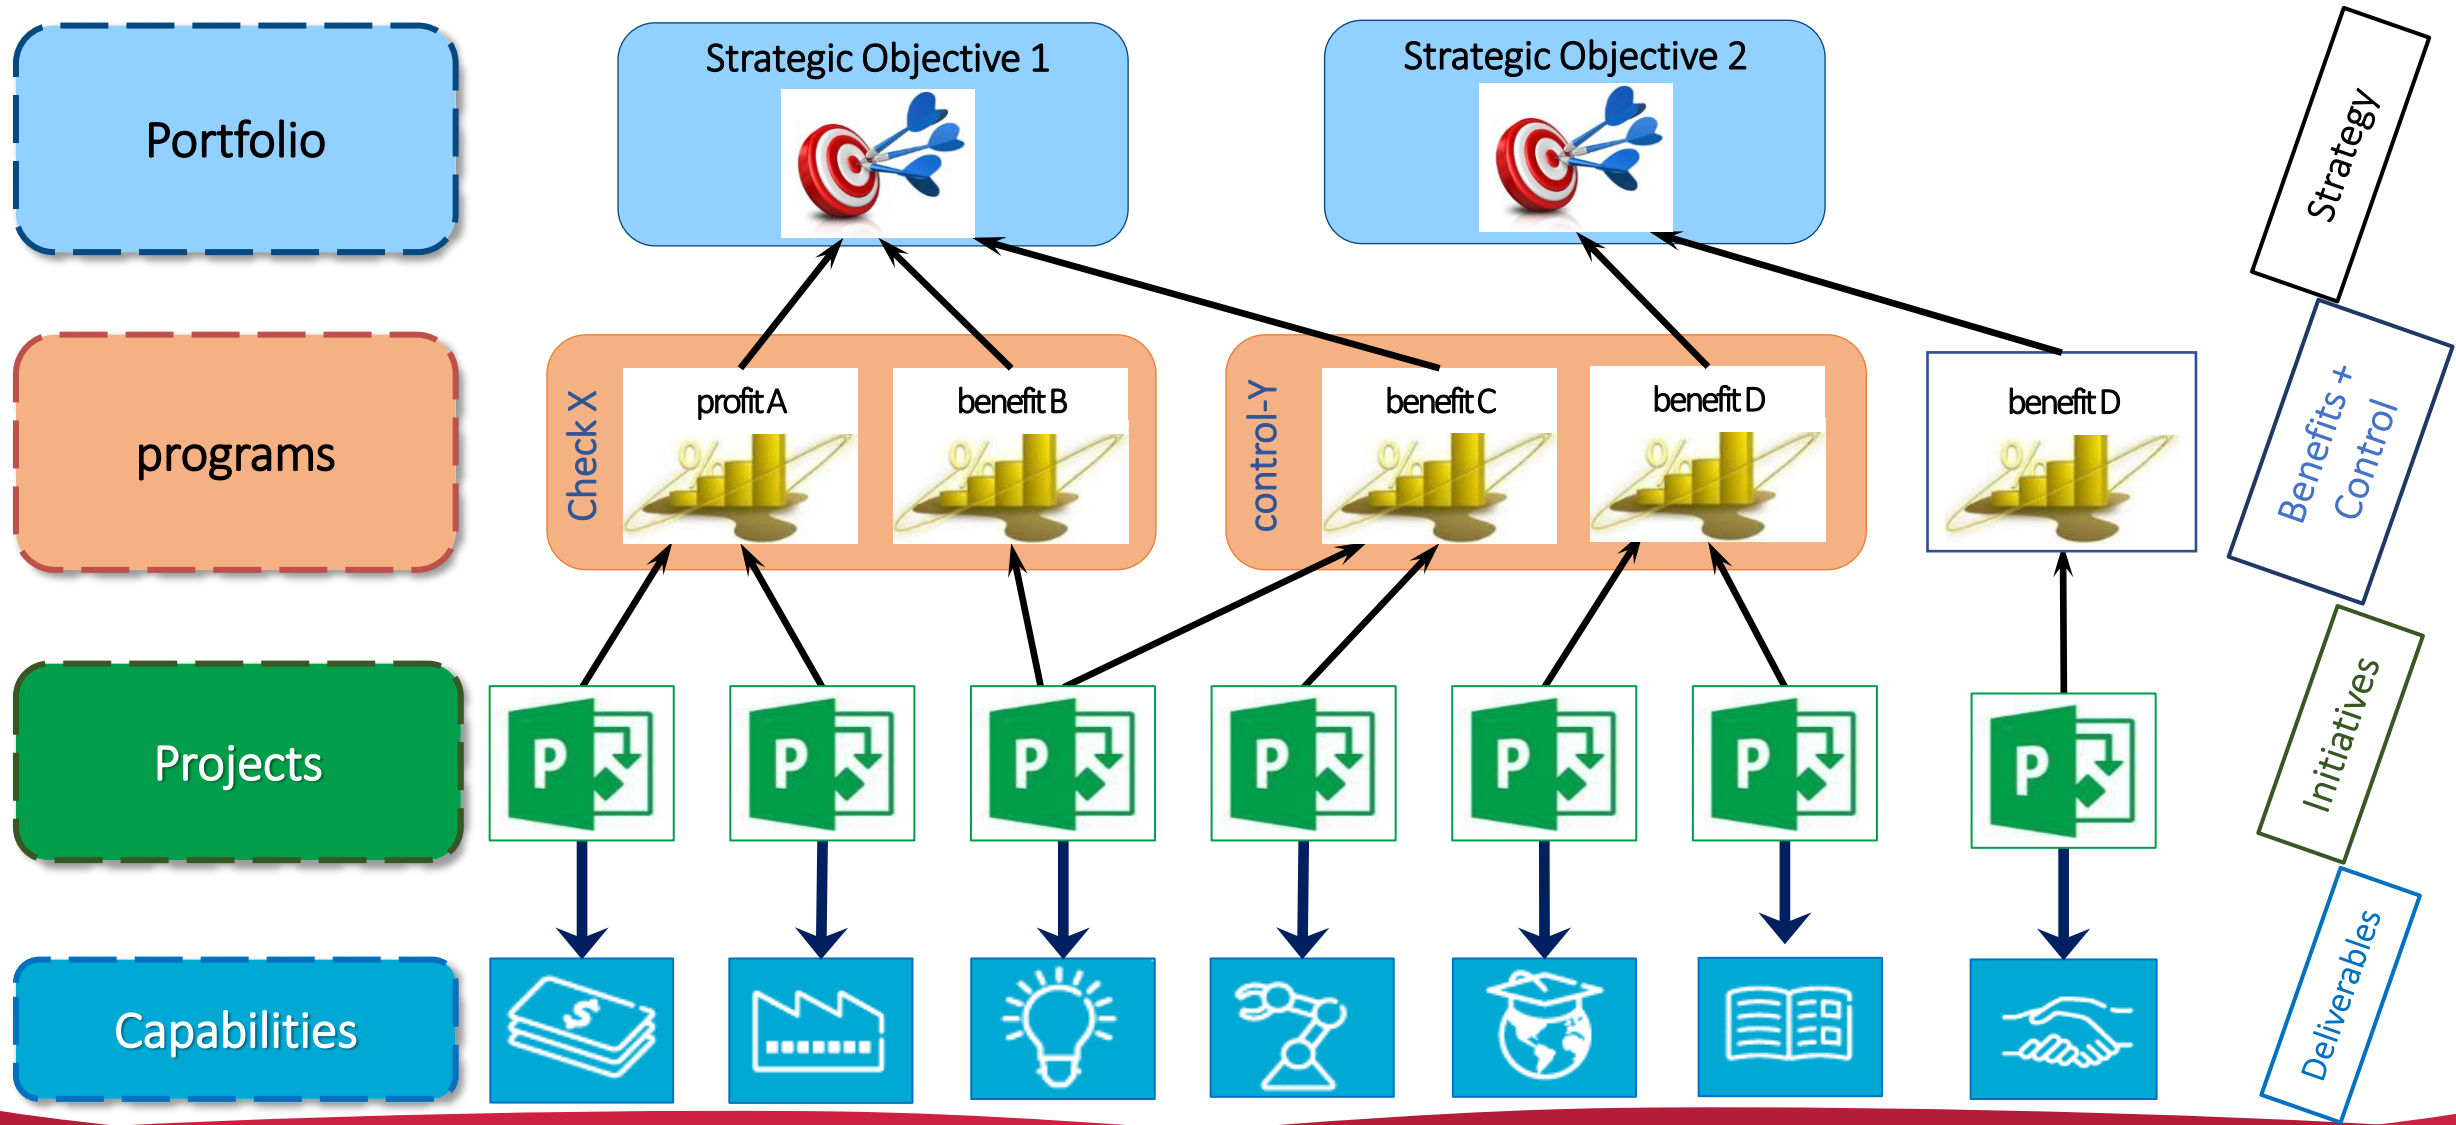 Portfolio
Strategic Objective 1
Strategic Objective 2
Strategy
programs
Check X
profit A
%
benefit B
%
control-Y
benefit C
%
benefit D
%
benefit D
%
Benefits +
Control
Projects
P
P
P
P
P
P
P
Initiatives
Capabilities
$
Deliverables